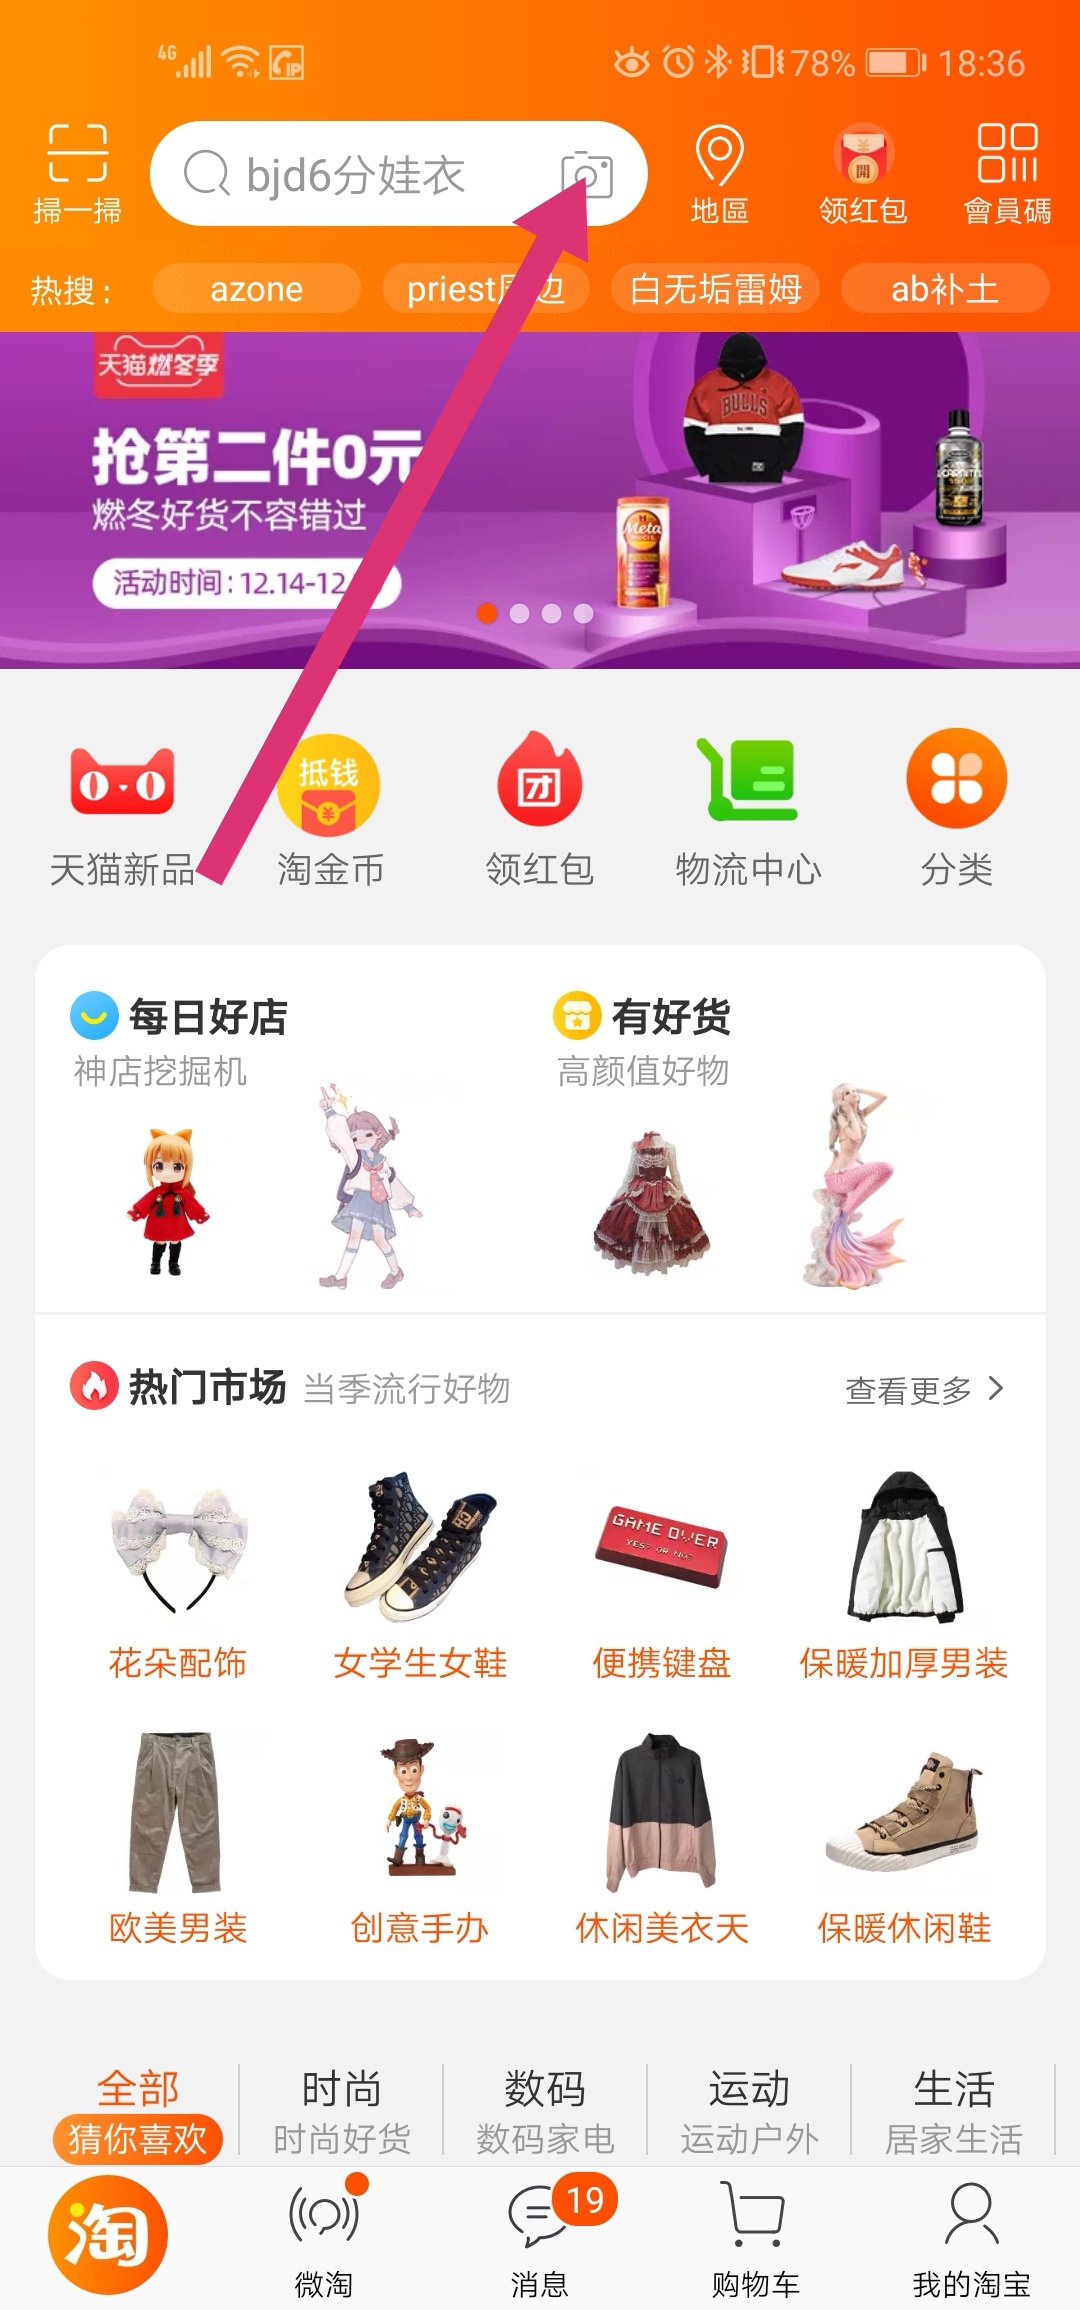 4G 78% 18:36
掃一掃
bjd6分娃衣
地區
開
领红包
會員碼
热搜：
azone
priest 边
白无垢雷姆
ab补土
天猫燃冬季
抢第二件0元
燃冬好货不容错过
活动时间：12.14-12
BULLS
Meta
天猫新品
抵钱
淘金币
团
领红包
物流中心
分类
每日好店
神店挖掘机
有好货
高颜值好物
热门市场 当季流行好物
查看更多
GAME OVER
YES? OR NO?
花朵配饰
女学生女鞋
便携键盘
保暖加厚男装
欧美男装
创意手办
休闲美衣天
保暖休闲鞋
全部
猜你喜欢
时尚
时尚好货
数码
数码家电
运动
运动户外
生活
居家生活
淘
微淘
19
消息
购物车
我的淘宝